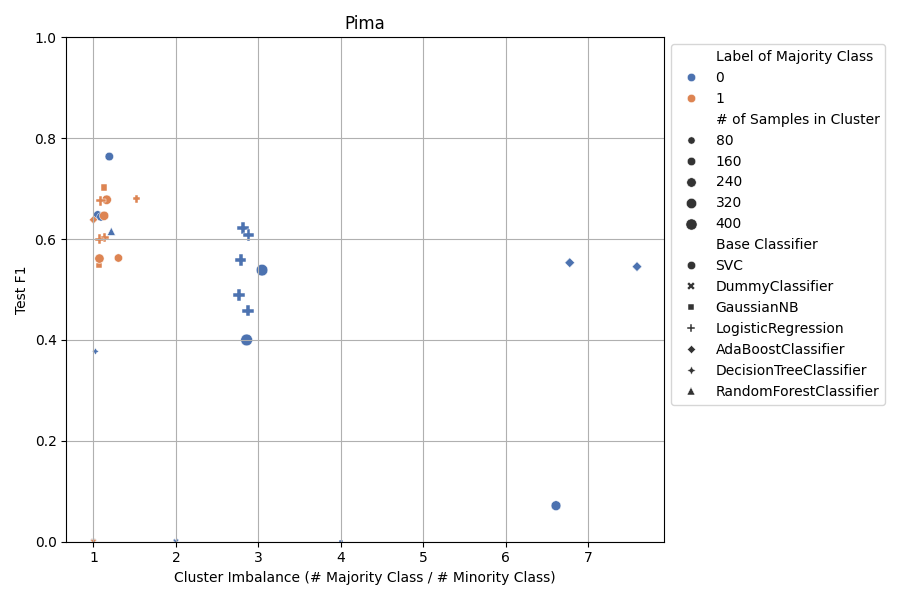 Pima
1.0
0.8
0.6
0.4
0.2
0.0
Test F1
1
2
3
4
5
6
7
Cluster Imbalance (# Majority Class / # Minority Class)
Label of Majority Class
0
1
# of Samples in Cluster
80
160
240
320
400
Base Classifier
SVC
DummyClassifier
GaussianNB
LogisticRegression
AdaBoostClassifier
DecisionTreeClassifier
RandomForestClassifier